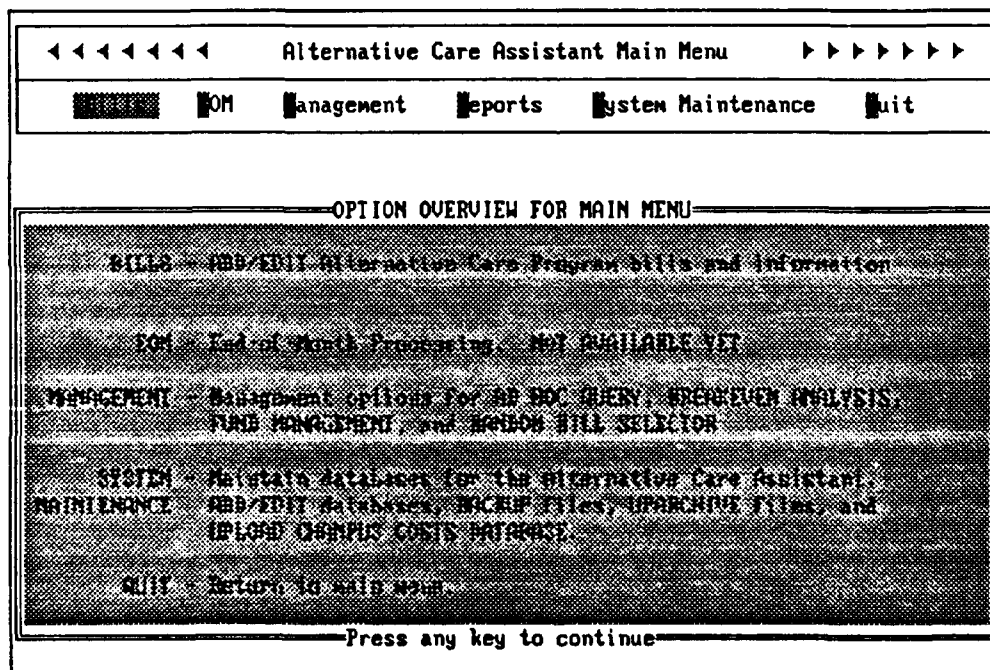 Alternative Care Assistant Main Menu
OM anagement eports ystem Maintenance uit
OPTION OVERVIEW FOR MAIN MENU
BILLS - ADD/EDIT Alternative Care Program bills and information
EOM - End of Month Processing. NOT AVAILABLE YET
MANAGEMENT - Management options for AD HOC QUERY, BREAKEVEN ANALYSIS,
FUND MANAGEMENT, and RANDOM BILL SELECTOR
SYSTEM - Maintain databases for the Alternative Care Assistant.
MAINTENANCE ADD/EDIT databases, BACKUP files, UNARCHIVE files, and
UPLOAD CHAMPUS COSTS DATABASE.
QUIT - Return to main menu.
Press any key to continue